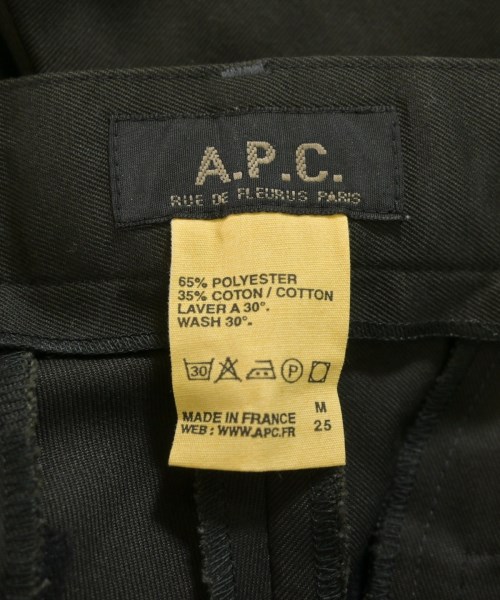 A.P.C.
RUE DE FLEURUS PARIS
65% POLYESTER
35% COTON / COTTON
LAVER A 30°.
WASH 30°.
30 P
MADE IN FRANCE M
WEB : WWW.APC.FR 25